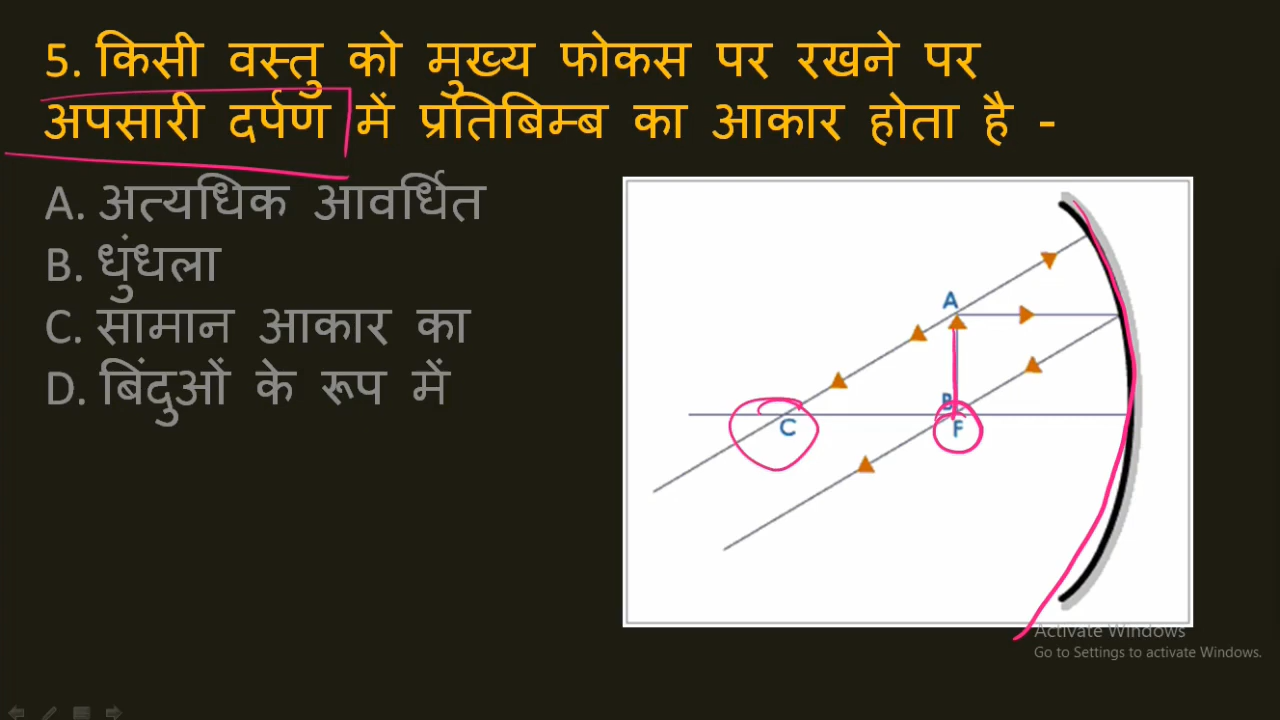 5. किसी वस्तु को मुख्य फोकस पर रखने पर
अपसारी दर्पण में प्रतिबिम्ब का आकार होता है -
A. अत्यधिक आवर्धित
B. धुंधला
C. सामान आकार का
D. बिंदुओं के रूप में
A
B
C
F
Activate Windows
Go to Settings to activate Windows.